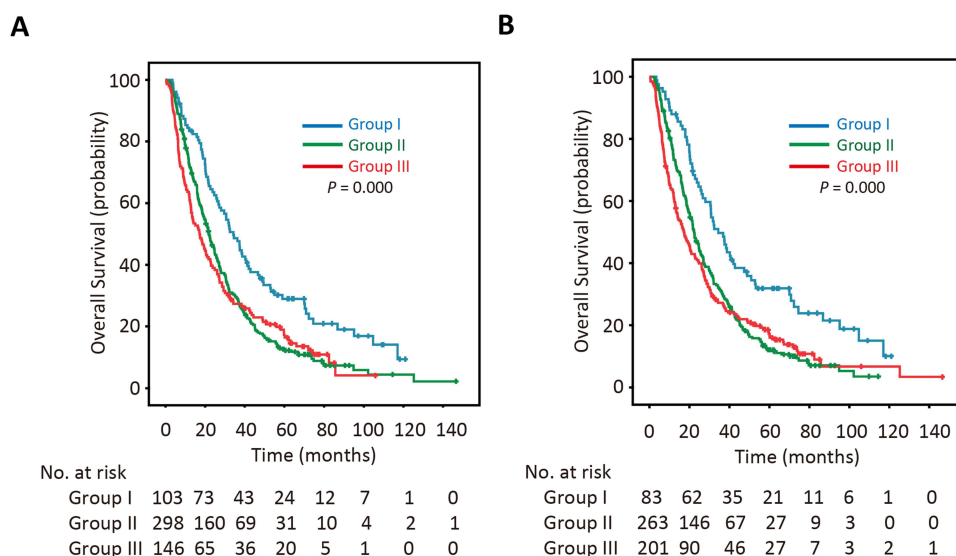 A
Overall Survival (probability)
100
80
60
40
20
0
Group I
Group II
Group III
P = 0.000
0 20 40 60 80 100 120 140
Time (months)
No. at risk
Group I 103 73 43 24 12 7 1 0
Group II 298 160 69 31 10 4 2 1
Group III 146 65 36 20 5 1 0 0
B
Overall Survival (probability)
100
80
60
40
20
0
Group I
Group II
Group III
P = 0.000
0 20 40 60 80 100 120 140
Time (months)
No. at risk
Group I 83 62 35 21 11 6 1 0
Group II 263 146 67 27 9 3 0 0
Group III 201 90 46 27 7 3 2 1